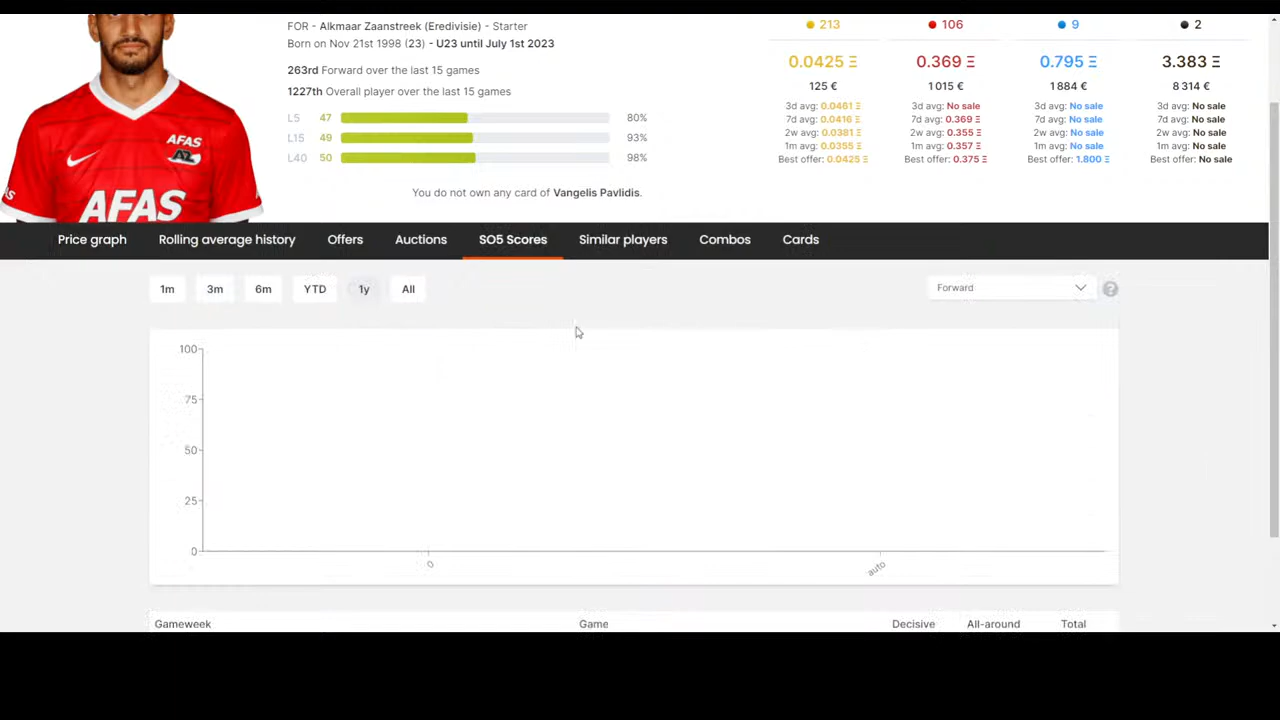 FOR - Alkmaar Zaanstreek (Eredivisie) - Starter
Born on Nov 21st 1998 (23) - U23 until July 1st 2023
263rd Forward over the last 15 games
1227th Overall player over the last 15 games
L5 47 80%
L15 49 93%
L40 50 98%
You do not own any card of Vangelis Pavlidis.
213 106 9 2
0.0425 Ξ 0.369 Ξ 0.795 Ξ 3.383 Ξ
125 € 1 015 € 1 884 € 8 314 €
3d avg: 0.0461 Ξ 3d avg: No sale 3d avg: No sale 3d avg: No sale
7d avg: 0.0416 Ξ 7d avg: 0.369 Ξ 7d avg: No sale 7d avg: No sale
2w avg: 0.0381 Ξ 2w avg: 0.355 Ξ 2w avg: No sale 2w avg: No sale
1m avg: 0.0355 Ξ 1m avg: 0.357 Ξ 1m avg: No sale 1m avg: No sale
Best offer: 0.0425 Ξ Best offer: 0.375 Ξ Best offer: 1.800 Ξ Best offer: No sale
AFAS
AZ
AFAS
Price graph Rolling average history Offers Auctions SO5 Scores Similar players Combos Cards
1m 3m 6m YTD 1y All Forward ?
100
75
50
25
0
0 auto
Gameweek Game Decisive All-around Total